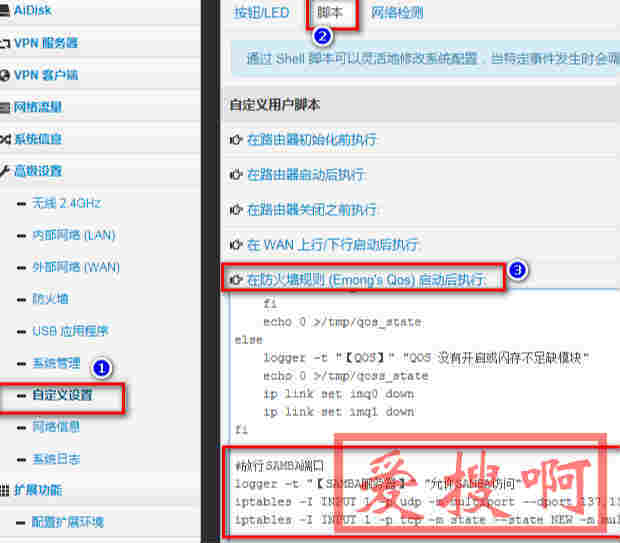 AiDisk
VPN 服务器
VPN 客户端
网络流量
系统信息
高级设置
无线 2.4GHz
内部网络 (LAN)
外部网络 (WAN)
防火墙
USB 应用程序
系统管理
1
自定义设置
网络信息
系统日志
扩展功能
配置扩展环境
按钮/LED
脚本
网络检测
2
通过 Shell 脚本可以灵活地修改系统配置，当特定事件发生时会
自定义用户脚本
在路由器初始化前执行:
在路由器启动后执行:
在路由器关闭之前执行:
在 WAN 上行/下行启动后执行:
在防火墙规则 (Emong's Qos) 启动后执行:
3
fi
echo 0 >/tmp/qos_state
else
logger -t "【QOS】" "QOS 没有开启或闪存不足缺模块"
echo 0 >/tmp/qoss_state
ip link set imq0 down
ip link set imq1 down
fi
#放行SAMBA端口
logger -t "【SAMBA服务器】" "允许SAMBA访问"
iptables -I INPUT 1 -p udp -m multiport --dport 137,13
iptables -I INPUT 1 -p tcp -m state --state NEW -m mul
爱搜啊